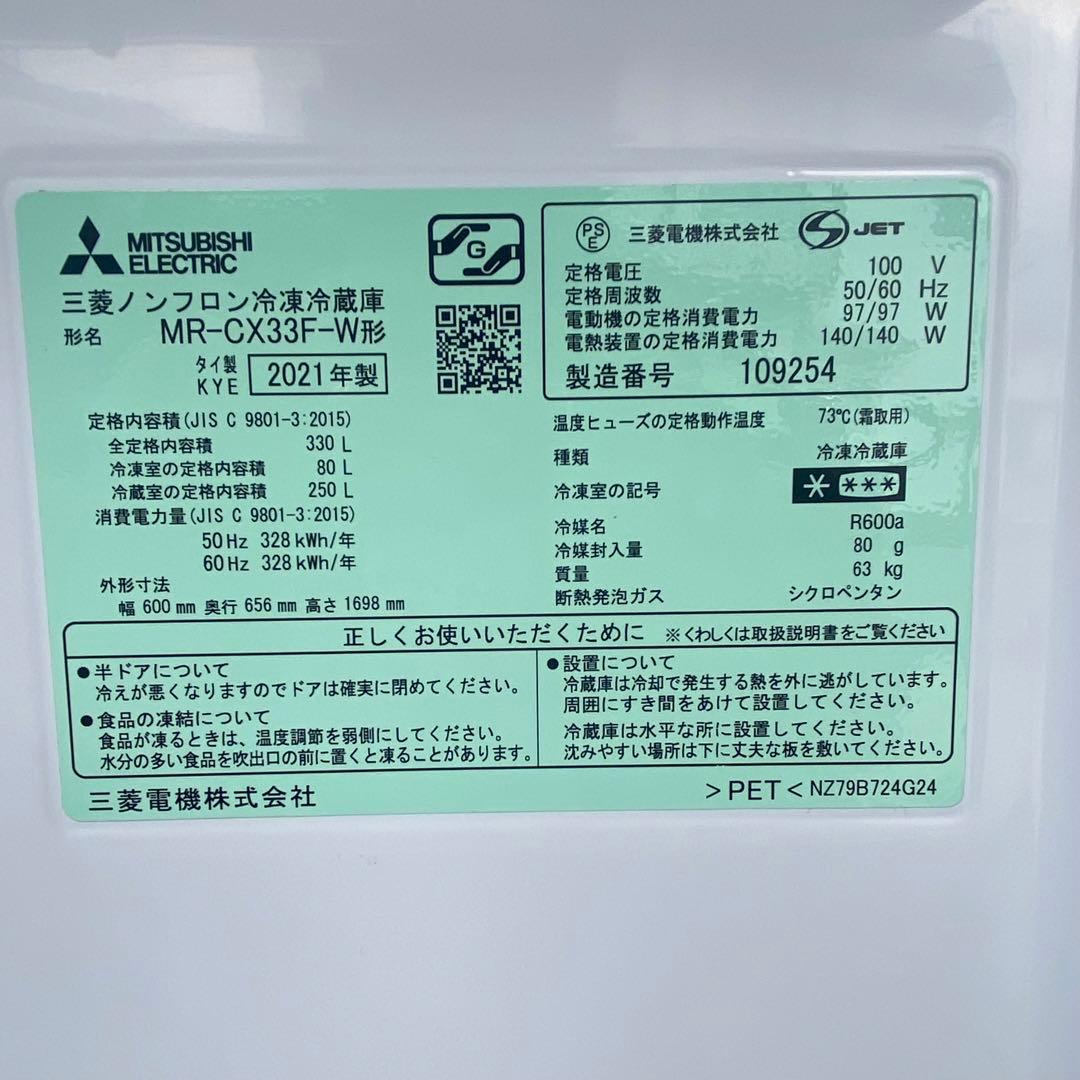 MITSUBISHI
ELECTRIC
G
三菱ノンフロン冷凍冷蔵庫
形名 MR-CX33F-W形
タイ製
KYE 2021年製
PSE 三菱電機株式会社 S JET
定格電圧 100 V
定格周波数 50/60 Hz
電動機の定格消費電力 97/97 W
電熱装置の定格消費電力 140/140 W
製造番号 109254
定格内容積(JIS C 9801-3:2015)
全定格内容積 330 L
冷凍室の定格内容積 80 L
冷蔵室の定格内容積 250 L
消費電力量(JIS C 9801-3:2015)
50Hz 328 kWh/年
60Hz 328 kWh/年
外形寸法
幅 600 mm 奥行 656 mm 高さ 1698 mm
温度ヒューズの定格動作温度 73℃(霜取用)
種類 冷凍冷蔵庫
冷凍室の記号 * ***
冷媒名 R600a
冷媒封入量 80 g
質量 63 kg
断熱発泡ガス シクロペンタン
正しくお使いいただくために ※くわしくは取扱説明書をご覧ください
●半ドアについて
冷えが悪くなりますのでドアは確実に閉めてください。
●食品の凍結について
食品が凍るときは、温度調節を弱側にしてください。
水分の多い食品を吹出口の前に置くと凍ることがあります。
●設置について
冷蔵庫は冷却で発生する熱を外に逃がしています。
周囲にすき間をあけて設置してください。
冷蔵庫は水平な所に設置してください。
沈みやすい場所は下に丈夫な板を敷いてください。
三菱電機株式会社 >PET< NZ79B724G24